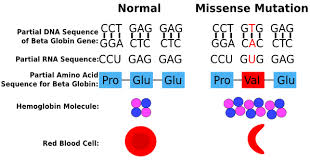 Normal Missense Mutation
Partial DNA Sequence
of Beta Globin Gene:
CCT GAG GAG CCT GTG GAG
GGA CTC CTC GGA CAC CTC
Partial RNA Sequence: CCU GAG GAG CCU GUG GAG
Partial Amino Acid
Sequence for Beta Globin:
Pro Glu Glu Pro Val Glu
Hemoglobin Molecule:
Red Blood Cell: